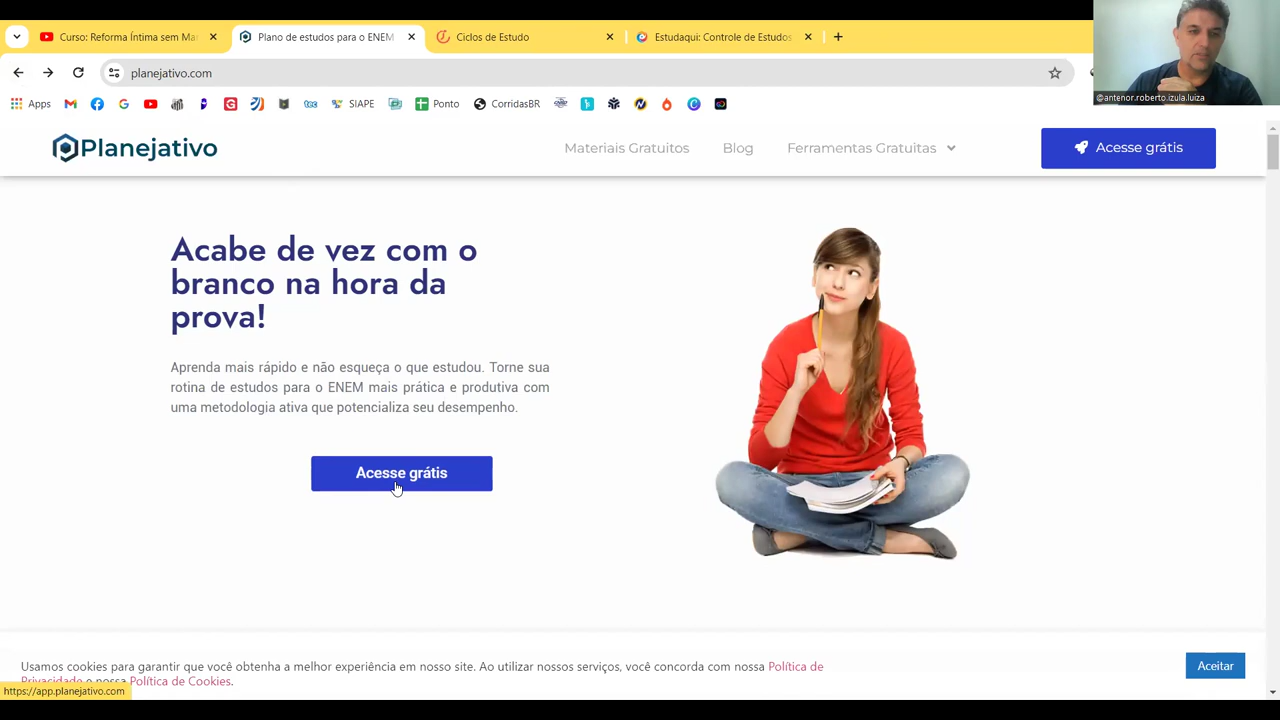 Curso: Reforma Íntima sem Mar
Plano de estudos para o ENEM
Ciclos de Estudo
Estudaqui: Controle de Estudos
planejativo.com
Apps
SIAPE
Ponto
CorridasBR
@antenor.roberto.izula.luiza
Planejativo
Materiais Gratuitos
Blog
Ferramentas Gratuitas
Acesse grátis
Acabe de vez com o
branco na hora da
prova!
Aprenda mais rápido e não esqueça o que estudou. Torne sua
rotina de estudos para o ENEM mais prática e produtiva com
uma metodologia ativa que potencializa seu desempenho.
Acesse grátis
Usamos cookies para garantir que você obtenha a melhor experiência em nosso site. Ao utilizar nossos serviços, você concorda com nossa Política de
Privacidade e nossa Política de Cookies.
Aceitar
https://app.planejativo.com